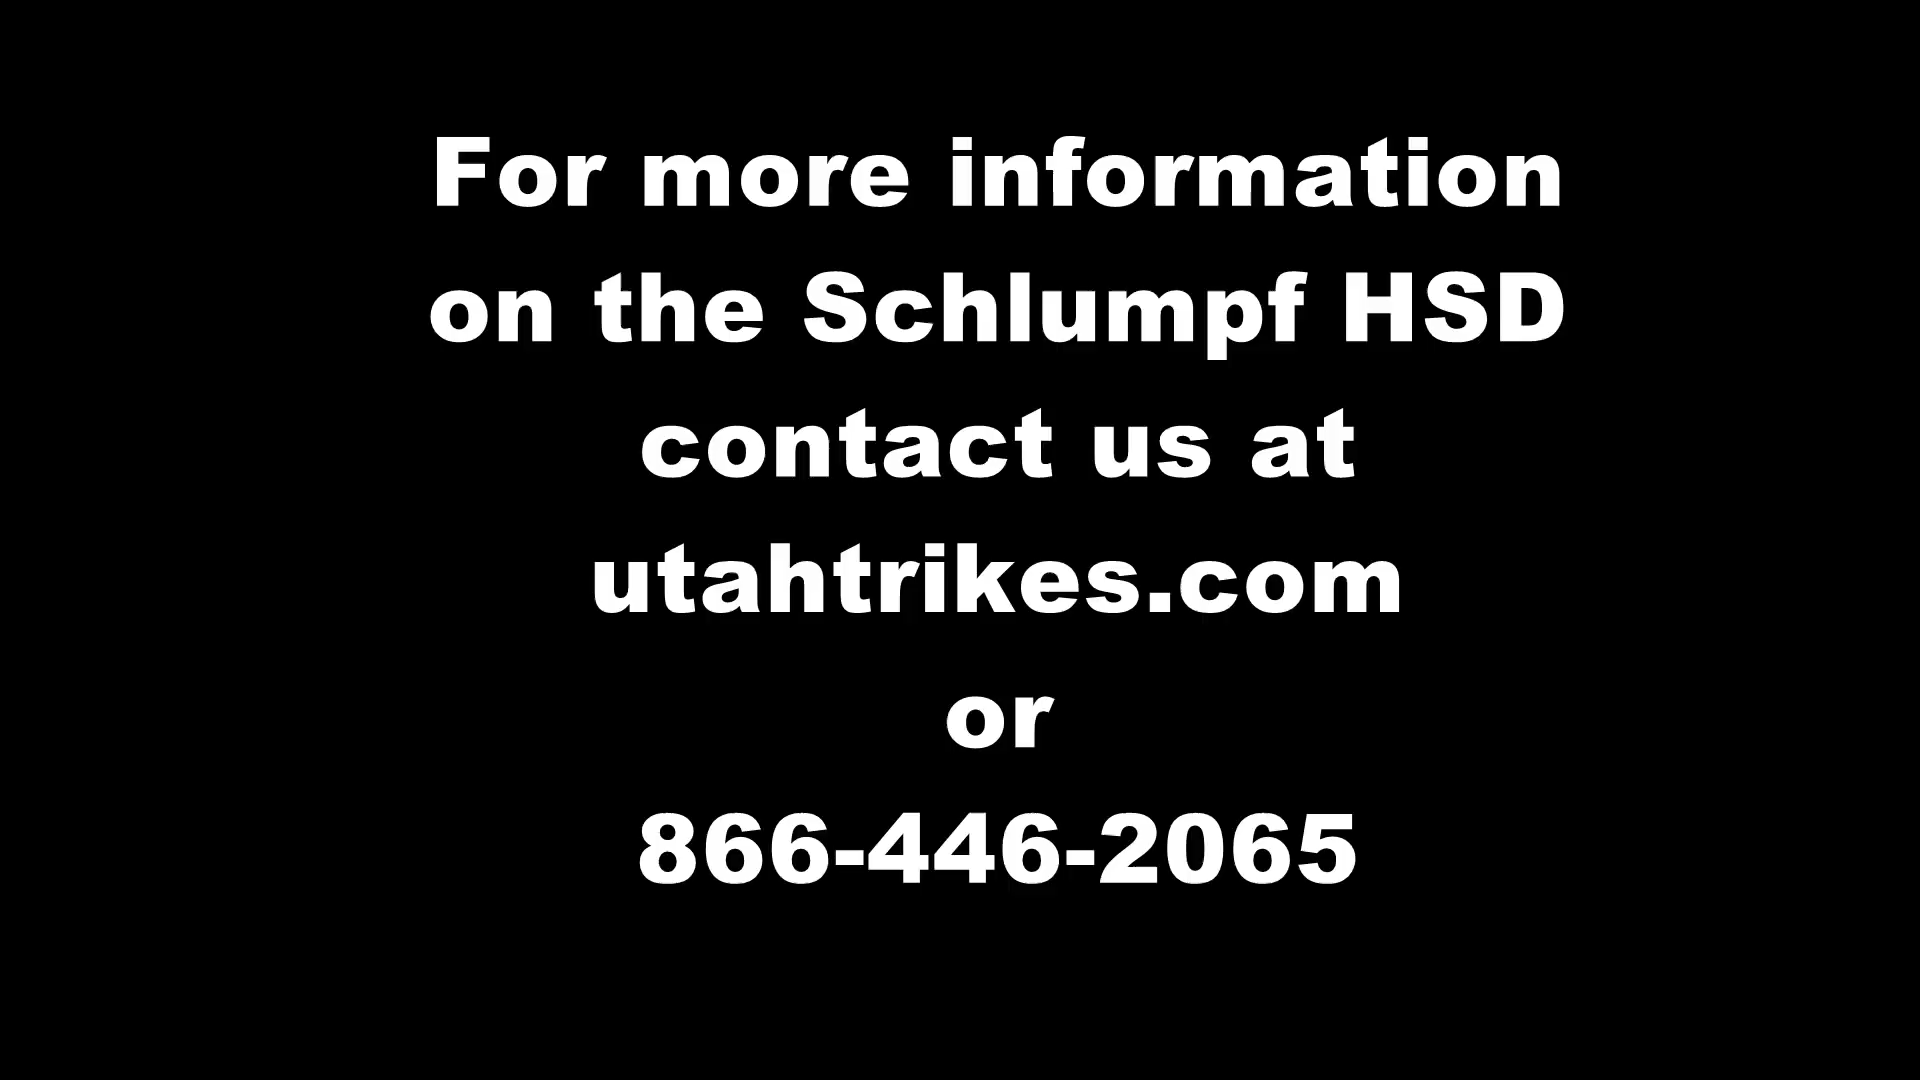 For more information
on the Schlumpf HSD
contact us at
utahtrikes.com
or
866-446-2065